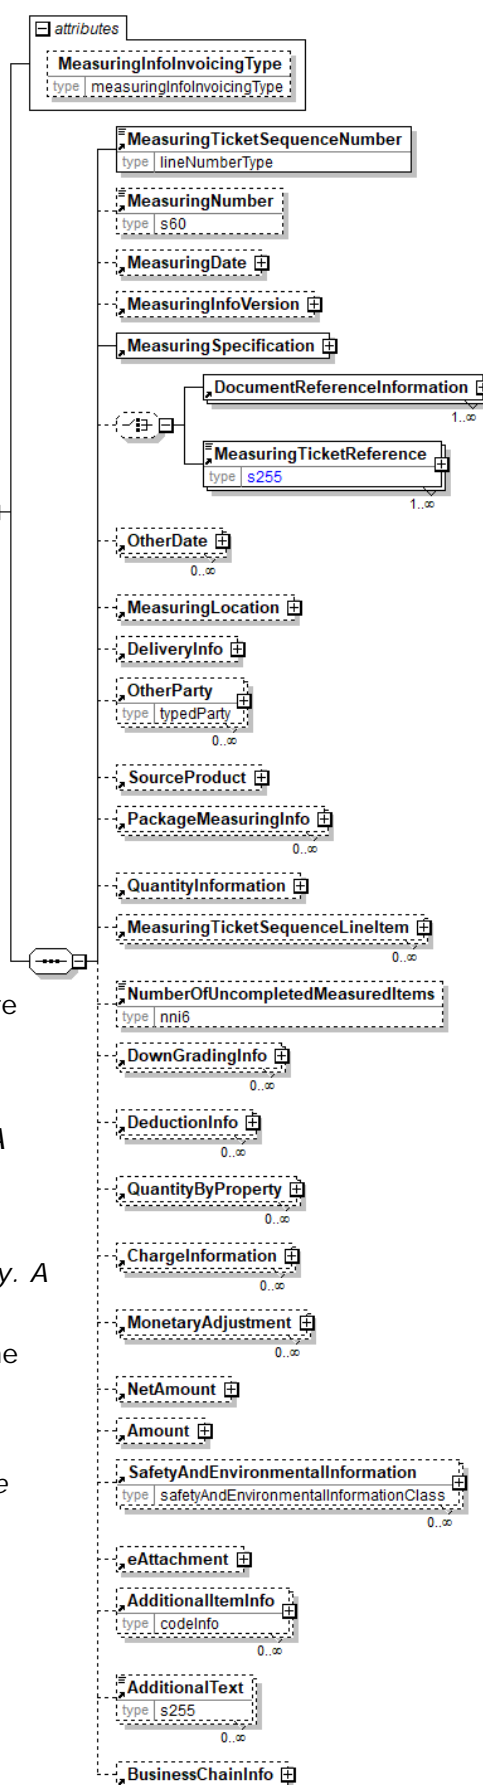 attributes
MeasuringInfoInvoicingType
type measuringInfoInvoicingType
MeasuringTicketSequenceNumber
type lineNumberType
MeasuringNumber
type s60
MeasuringDate
MeasuringInfoVersion
MeasuringSpecification
DocumentReferenceInformation
1..∞
MeasuringTicketReference
type s255
1..∞
OtherDate
0..∞
MeasuringLocation
DeliveryInfo
OtherParty
type typedParty
0..∞
SourceProduct
PackageMeasuringInfo
0..∞
QuantityInformation
MeasuringTicketSequenceLineItem
0..∞
NumberOfUncompletedMeasuredItems
type nni6
DownGradingInfo
0..∞
A
DeductionInfo
0..∞
QuantityByProperty
0..∞
ChargeInformation
y. A
0..∞
MonetaryAdjustment
0..∞
NetAmount
Amount
SafetyAndEnvironmentalInformation
type safetyAndEnvironmentalInformationClass
0..∞
eAttachment
AdditionalItemInfo
type codeInfo
0..∞
AdditionalText
type s255
0..∞
BusinessChainInfo